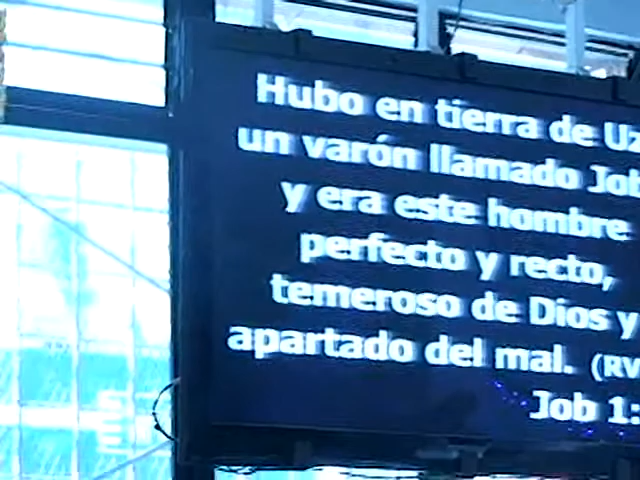 Hubo en tierra de Uz
un varón llamado Job
y era este hombre
perfecto y recto,
temeroso de Dios y
apartado del mal. (RV
Job 1: